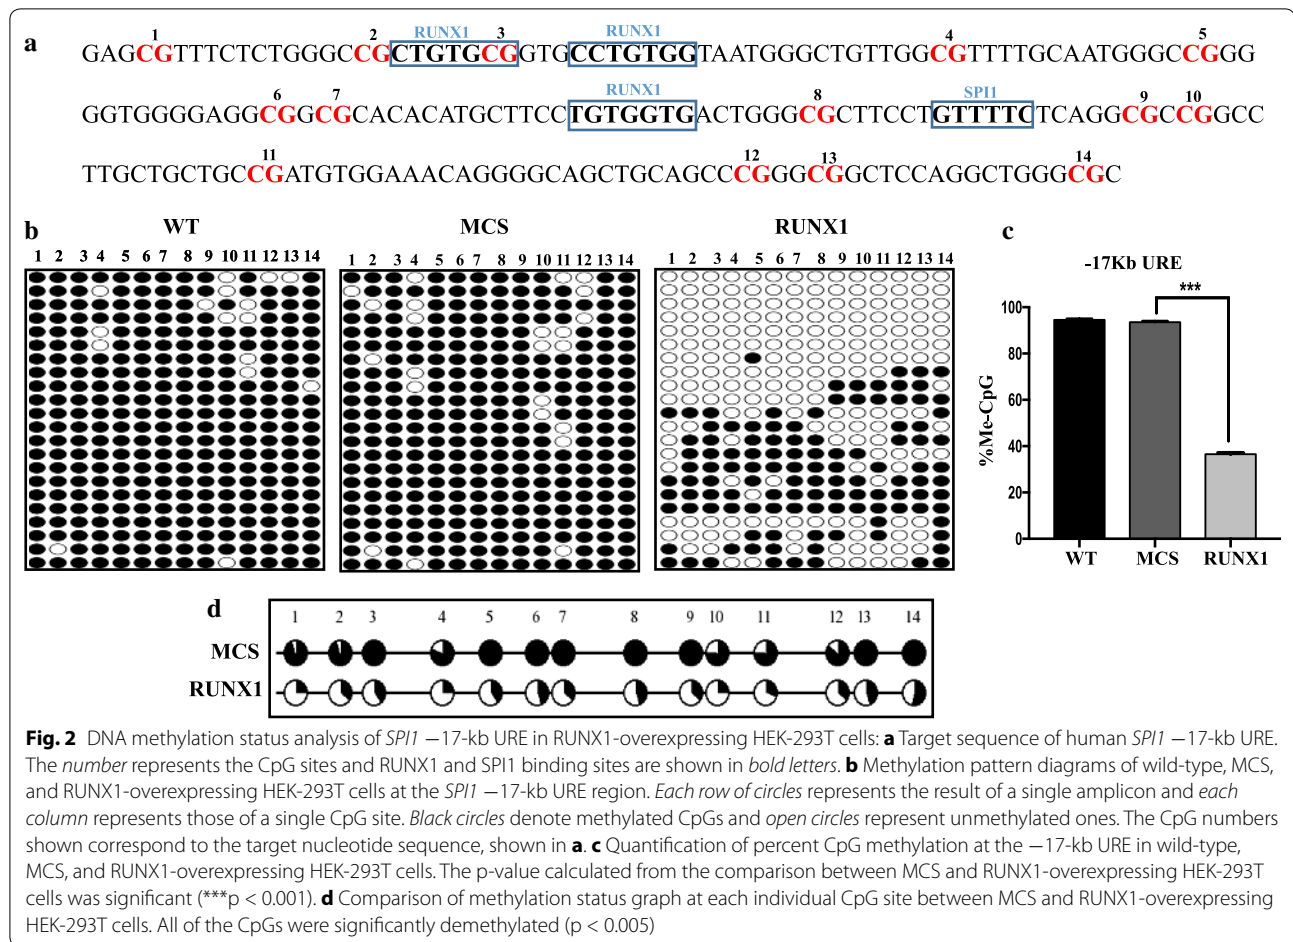 a
1 2 RUNX1 3 RUNX1 4 5
GAGCGTTTCTCTGGGCCGCTGTGCGGTGCCTGTGGTAATGGGCTGTTGGCGTTTTGCAATGGGCCGGG
6 7 RUNX1 8 SPI1 9 10
GGTGGGGAGGCGGCGCACACATGCTTCCTGTGGTGACTGGGCGCTTCCTGTTTTCTCAGGCGCCGGCC
11 12 13 14
TTGCTGCTGCCGATGTGGAAACAGGGGCAGCTGCAGCCCGGGCGGCTCCAGGCTGGGCGC
b WT MCS RUNX1 c
1 2 3 4 5 6 7 8 9 10 11 12 13 14 1 2 3 4 5 6 7 8 9 10 11 12 13 14 1 2 3 4 5 6 7 8 9 10 11 12 13 14
-17Kb URE
***
%Me-CpG
100
80
60
40
20
0
WT MCS RUNX1
d
1 2 3 4 5 6 7 8 9 10 11 12 13 14
MCS
RUNX1
Fig. 2 DNA methylation status analysis of SPI1 −17-kb URE in RUNX1-overexpressing HEK-293T cells: a Target sequence of human SPI1 −17-kb URE.
The number represents the CpG sites and RUNX1 and SPI1 binding sites are shown in bold letters. b Methylation pattern diagrams of wild-type, MCS,
and RUNX1-overexpressing HEK-293T cells at the SPI1 −17-kb URE region. Each row of circles represents the result of a single amplicon and each
column represents those of a single CpG site. Black circles denote methylated CpGs and open circles represent unmethylated ones. The CpG numbers
shown correspond to the target nucleotide sequence, shown in a. c Quantification of percent CpG methylation at the −17-kb URE in wild-type,
MCS, and RUNX1-overexpressing HEK-293T cells. The p-value calculated from the comparison between MCS and RUNX1-overexpressing HEK-293T
cells was significant (***p < 0.001). d Comparison of methylation status graph at each individual CpG site between MCS and RUNX1-overexpressing
HEK-293T cells. All of the CpGs were significantly demethylated (p < 0.005)